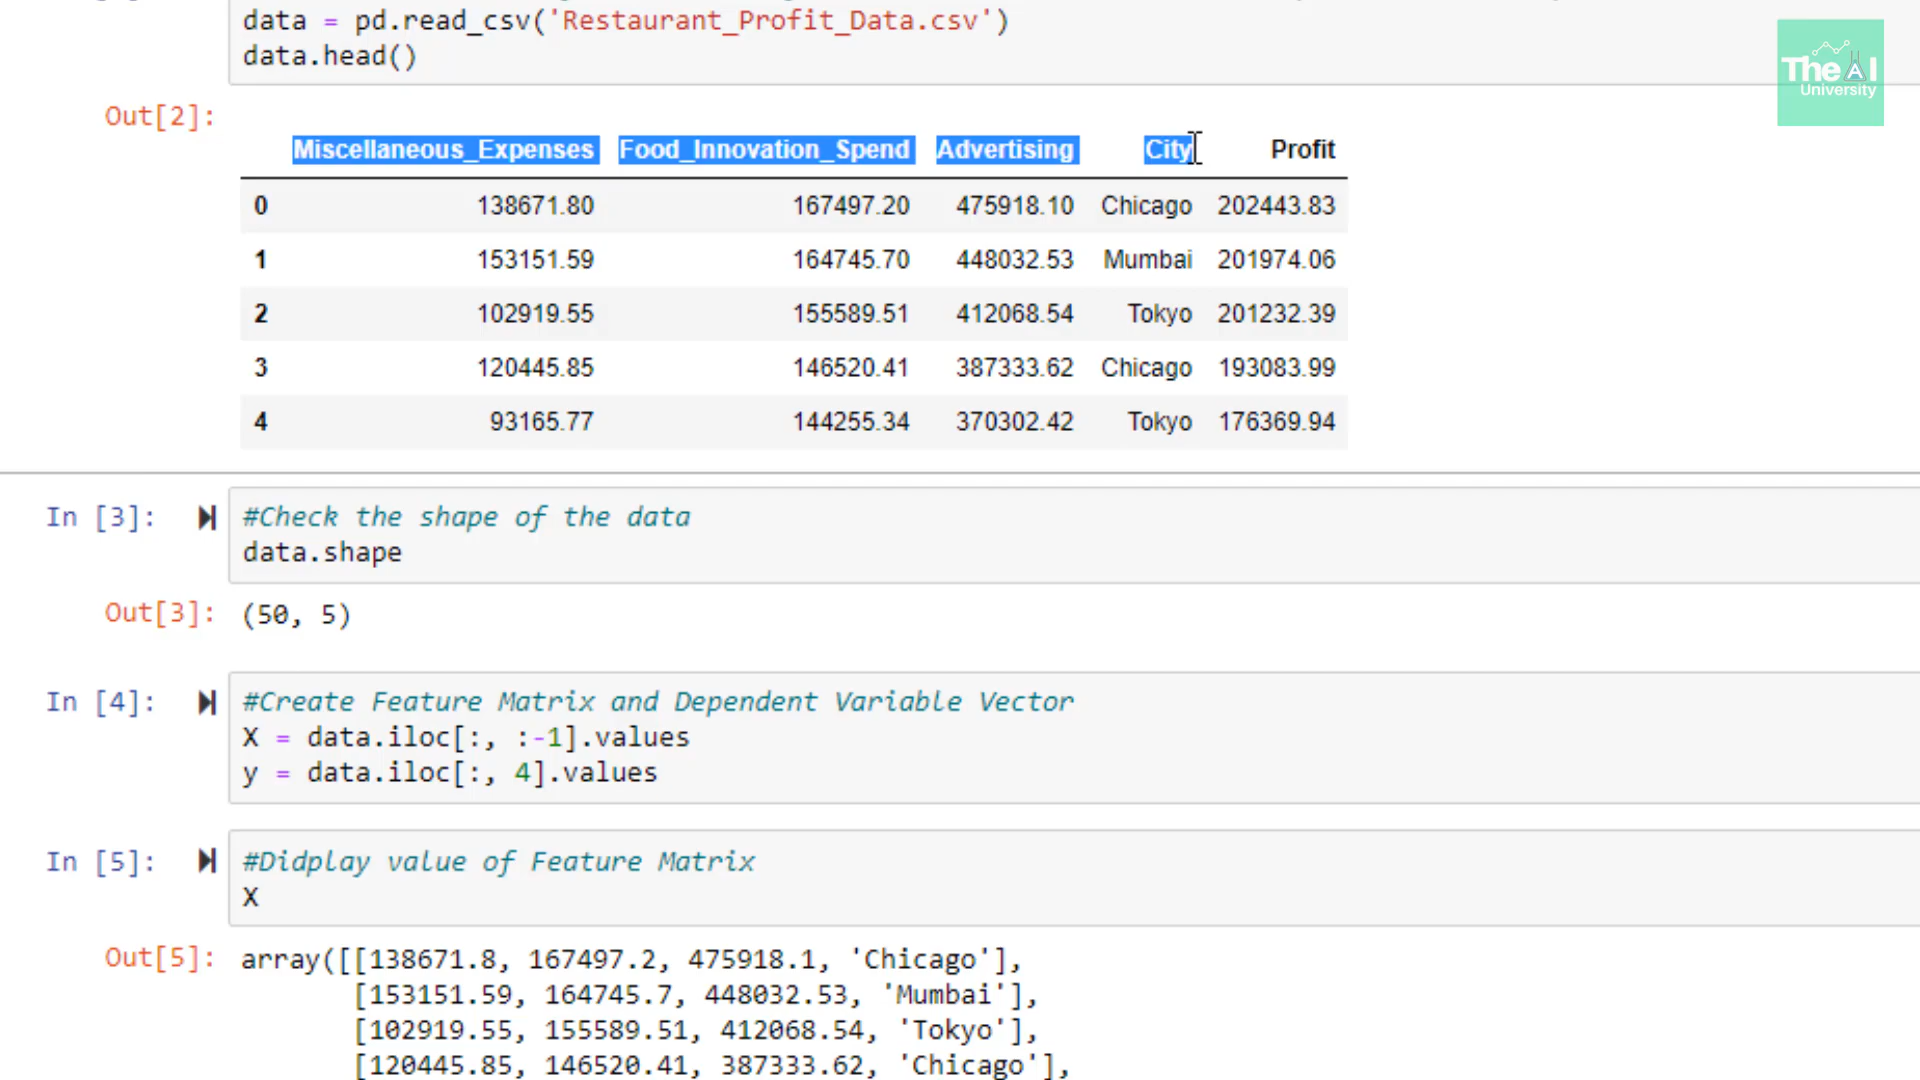 data = pd.read_csv('Restaurant_Profit_Data.csv')
data.head()
The AI
University
Out[2]:
Miscellaneous_Expenses Food_Innovation_Spend Advertising City Profit
0 138671.80 167497.20 475918.10 Chicago 202443.83
1 153151.59 164745.70 448032.53 Mumbai 201974.06
2 102919.55 155589.51 412068.54 Tokyo 201232.39
3 120445.85 146520.41 387333.62 Chicago 193083.99
4 93165.77 144255.34 370302.42 Tokyo 176369.94
In [3]: #Check the shape of the data
data.shape
Out[3]: (50, 5)
In [4]: #Create Feature Matrix and Dependent Variable Vector
X = data.iloc[:, :-1].values
y = data.iloc[:, 4].values
In [5]: #Didplay value of Feature Matrix
X
Out[5]: array([[138671.8, 167497.2, 475918.1, 'Chicago'],
[153151.59, 164745.7, 448032.53, 'Mumbai'],
[102919.55, 155589.51, 412068.54, 'Tokyo'],
[120445.85, 146520.41, 387333.62, 'Chicago'],